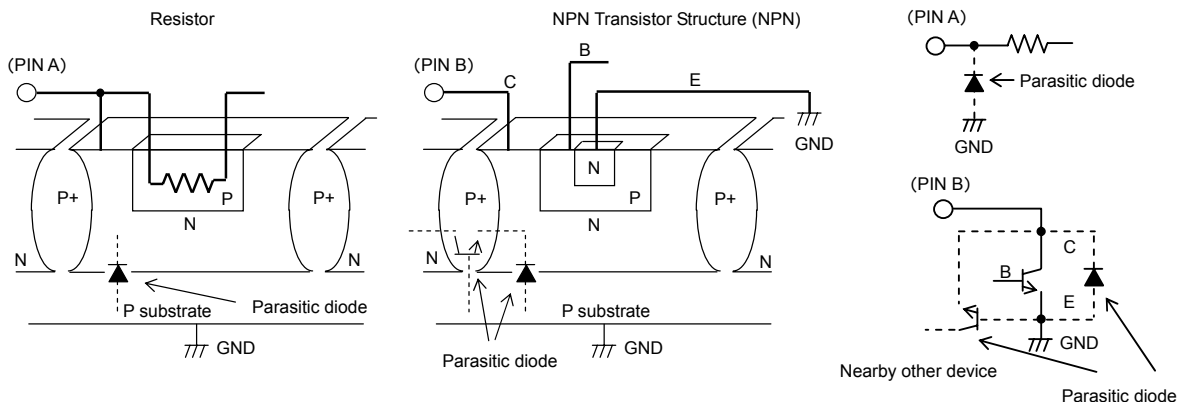 Resistor
(PIN A)
P+
P
P+
N
N
N
Parasitic diode
P substrate
GND
NPN Transistor Structure (NPN)
B
(PIN B)
C
E
GND
N
P+
P
P+
N
N
N
P substrate
Parasitic diode
GND
(PIN A)
Parasitic diode
GND
(PIN B)
C
B
E
GND
Nearby other device
Parasitic diode